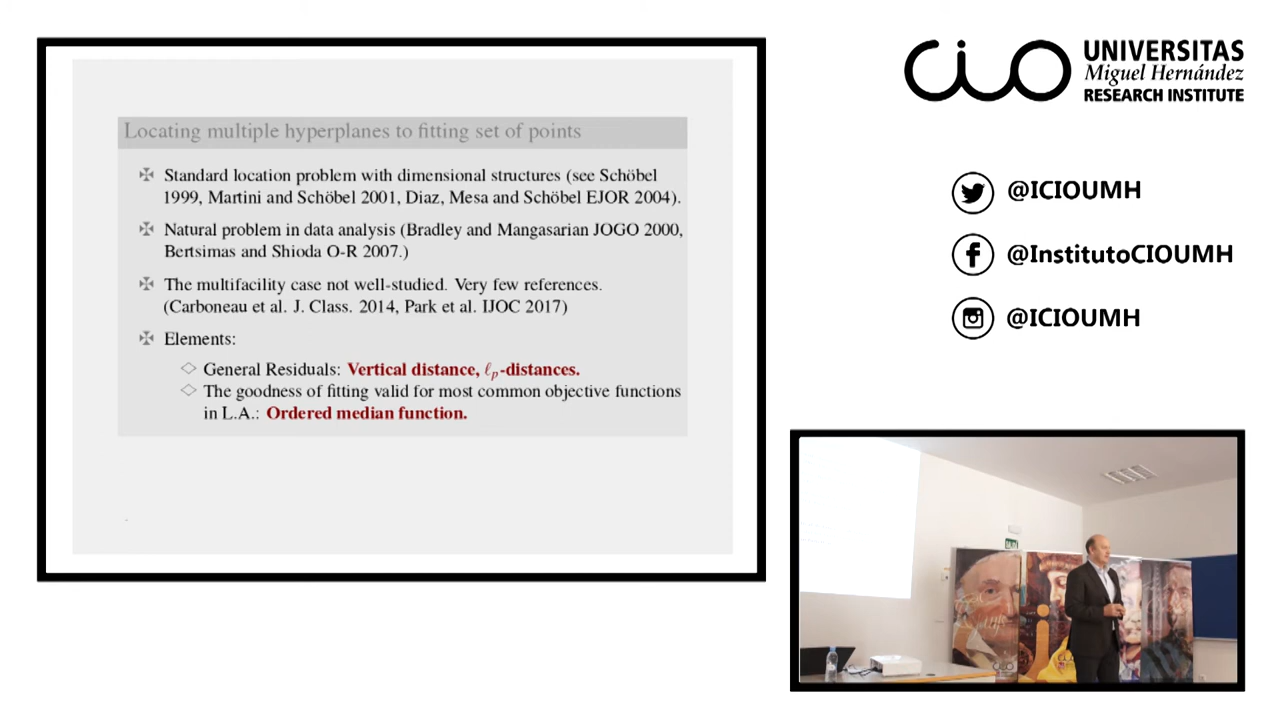 Locating multiple hyperplanes to fitting set of points
Standard location problem with dimensional structures (see Schöbel
1999, Martini and Schöbel 2001, Diaz, Mesa and Schöbel EJOR 2004).
Natural problem in data analysis (Bradley and Mangasarian JOGO 2000,
Bertsimas and Shioda O-R 2007.)
The multifacility case not well-studied. Very few references.
(Carboneau et al. J. Class. 2014, Park et al. IJOC 2017)
Elements:
General Residuals: Vertical distance, ℓp-distances.
The goodness of fitting valid for most common objective functions
in L.A.: Ordered median function.
cio
UNIVERSITAS
Miguel Hernández
RESEARCH INSTITUTE
@ICIOUMH
@InstitutoCIOUMH
@ICIOUMH